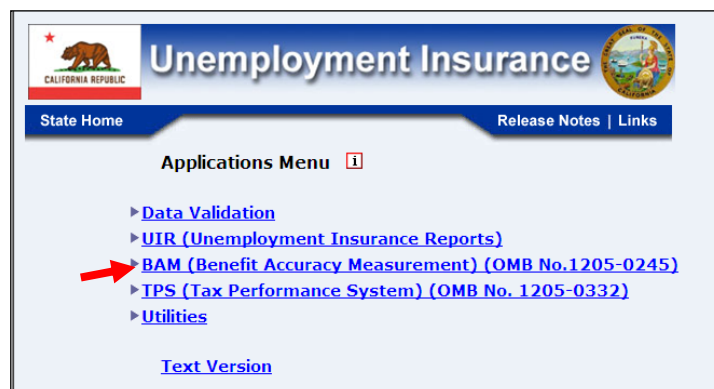 CALIFORNIA REPUBLIC
Unemployment Insurance
State Home
Release Notes | Links
Applications Menu i
Data Validation
UIR (Unemployment Insurance Reports)
BAM (Benefit Accuracy Measurement) (OMB No.1205-0245)
TPS (Tax Performance System) (OMB No. 1205-0332)
Utilities
Text Version